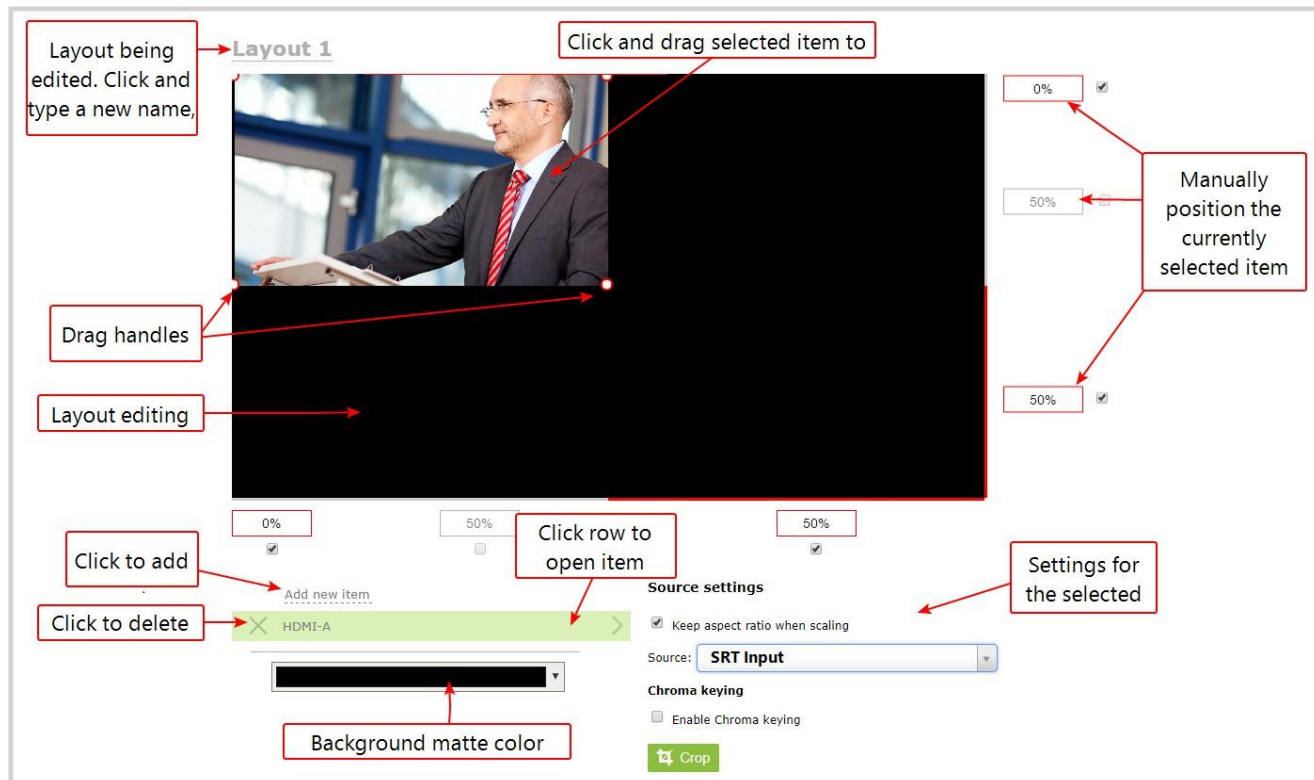 Layout being
edited. Click and
type a new name,
Layout 1
Click and drag selected item to
0%
50%
50%
Manually
position the
currently
selected item
Drag handles
Layout editing
0%
50%
50%
Click row to
open item
Click to add
.
Add new item
Click to delete
HDMI-A
Background matte color
Source settings
Keep aspect ratio when scaling
Source: SRT Input
Chroma keying
Enable Chroma keying
Crop
Settings for
the selected